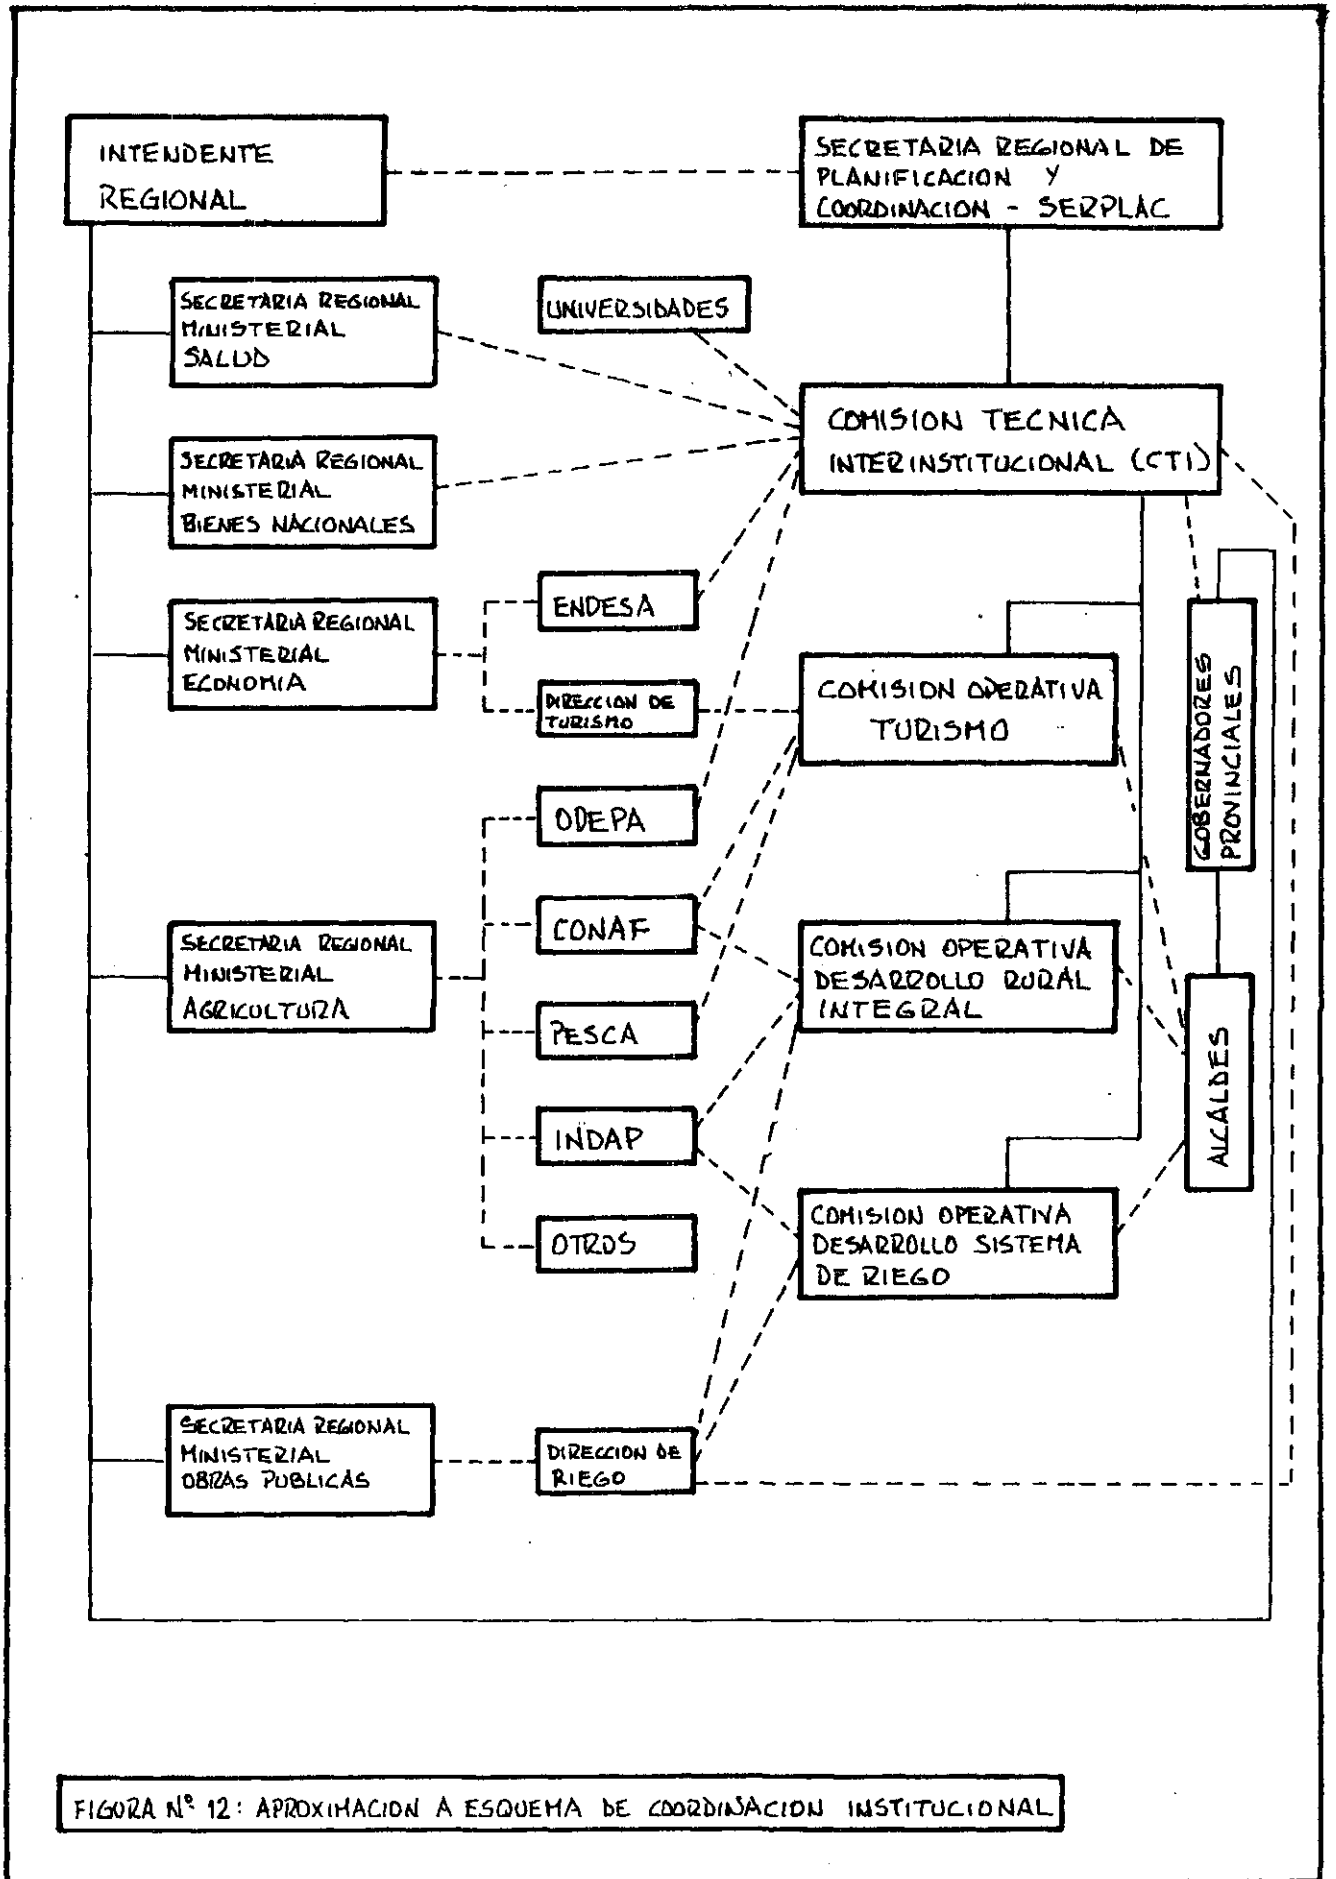 INTENDENTE
REGIONAL
SECRETARIA REGIONAL DE
PLANIFICACION Y
COORDINACION - SERPLAC
SECRETARIA REGIONAL
MINISTERIAL
SALUD
UNIVERSIDADES
COMISION TECNICA
INTERINSTITUCIONAL (CTI)
SECRETARIA REGIONAL
MINISTERIAL
BIENES NACIONALES
SECRETARIA REGIONAL
MINISTERIAL
ECONOMIA
ENDESA
DIRECCION DE
TURISMO
COMISION OPERATIVA
TURISMO
GOBERNADORES
PROVINCIALES
ODEPA
CONAF
SECRETARIA REGIONAL
MINISTERIAL
AGRICULTURA
COMISION OPERATIVA
DESARROLLO RURAL
INTEGRAL
PESCA
ALCALDES
INDAP
OTROS
COMISION OPERATIVA
DESARROLLO SISTEMA
DE RIEGO
SECRETARIA REGIONAL
MINISTERIAL
OBRAS PUBLICAS
DIRECCION DE
RIEGO
FIGURA Nº 12: APROXIMACION A ESQUEMA DE COORDINACION INSTITUCIONAL